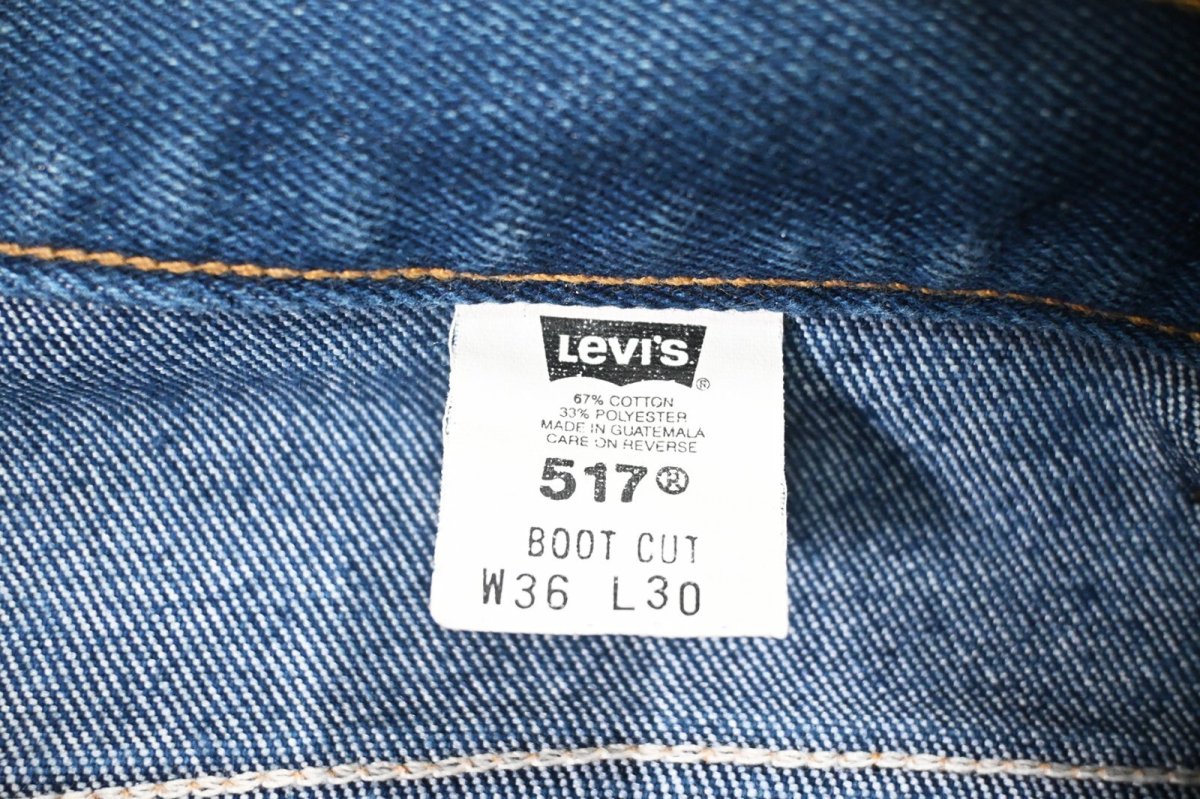 Levi's
®
67% COTTON
33% POLYESTER
MADE IN GUATEMALA
CARE ON REVERSE
517®
BOOT CUT
W36 L30